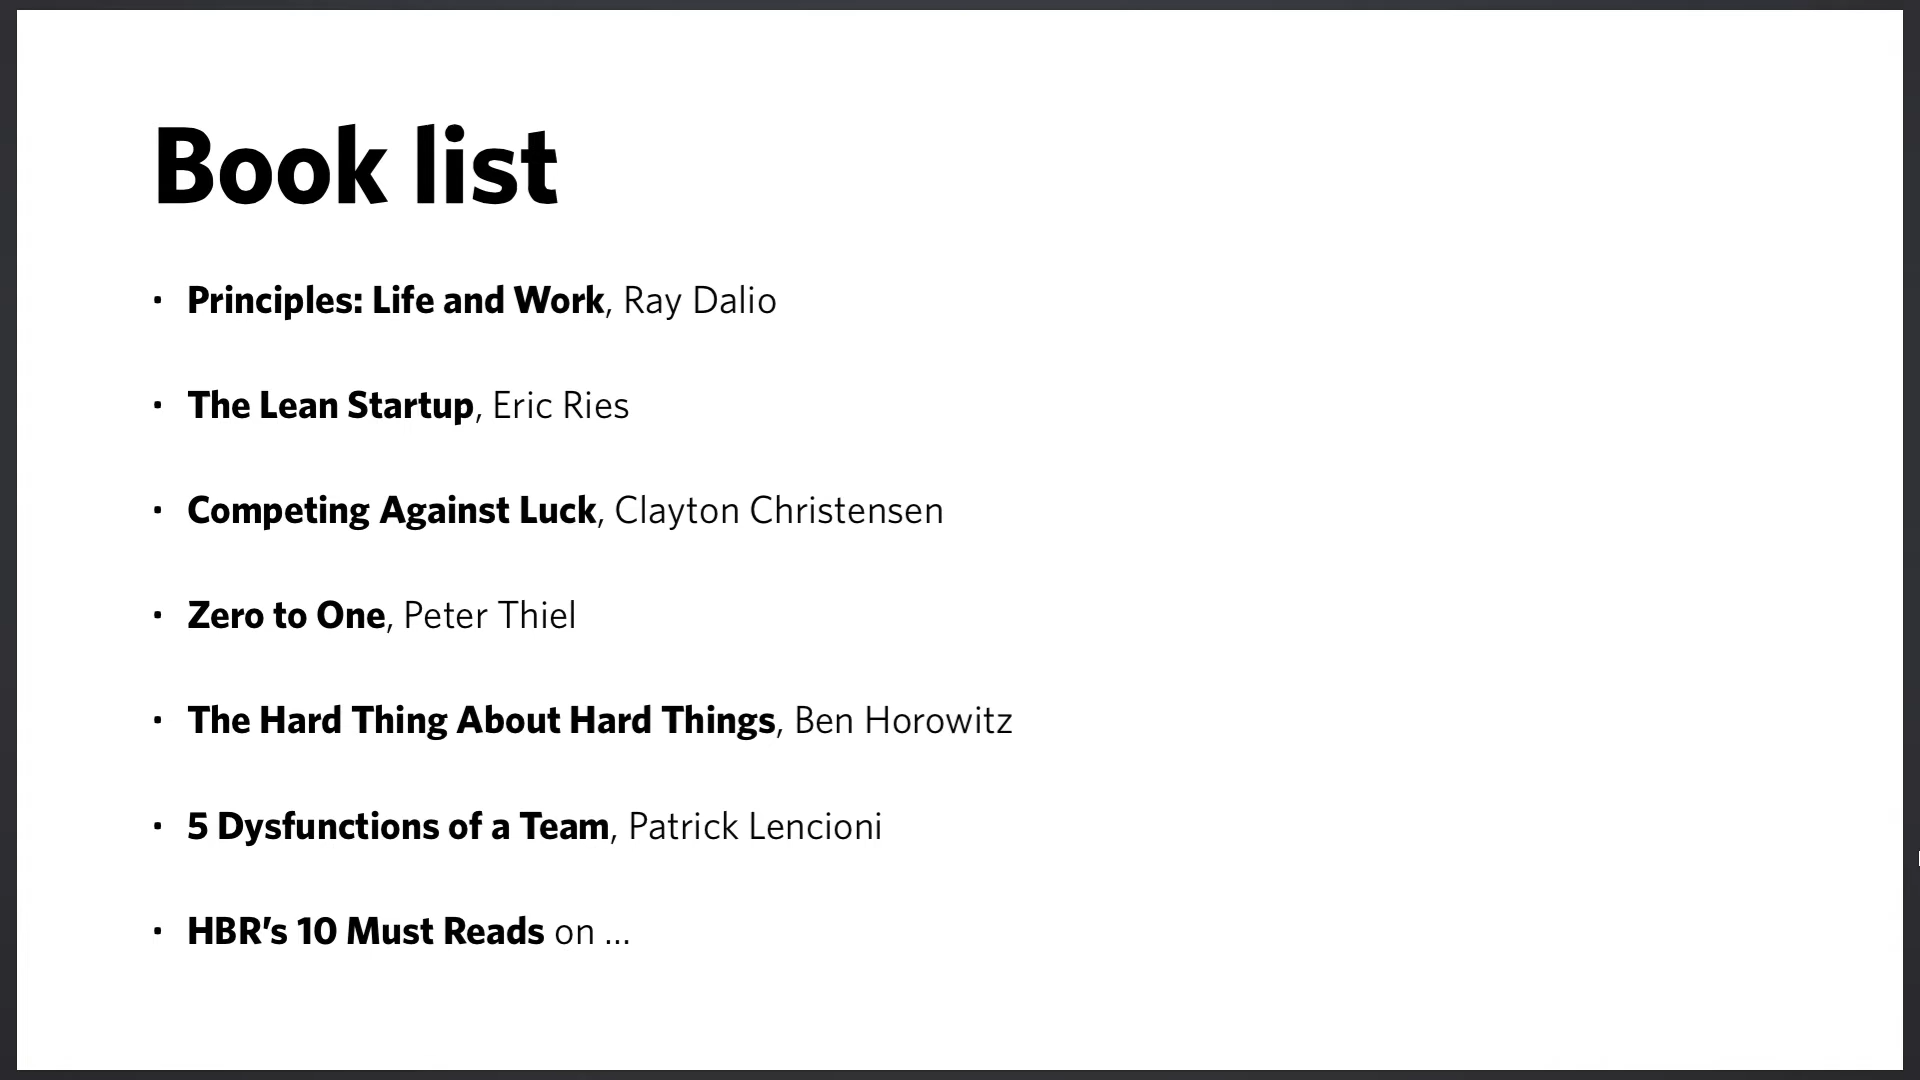 Book list
• Principles: Life and Work, Ray Dalio
• The Lean Startup, Eric Ries
• Competing Against Luck, Clayton Christensen
• Zero to One, Peter Thiel
• The Hard Thing About Hard Things, Ben Horowitz
• 5 Dysfunctions of a Team, Patrick Lencioni
• HBR’s 10 Must Reads on ...